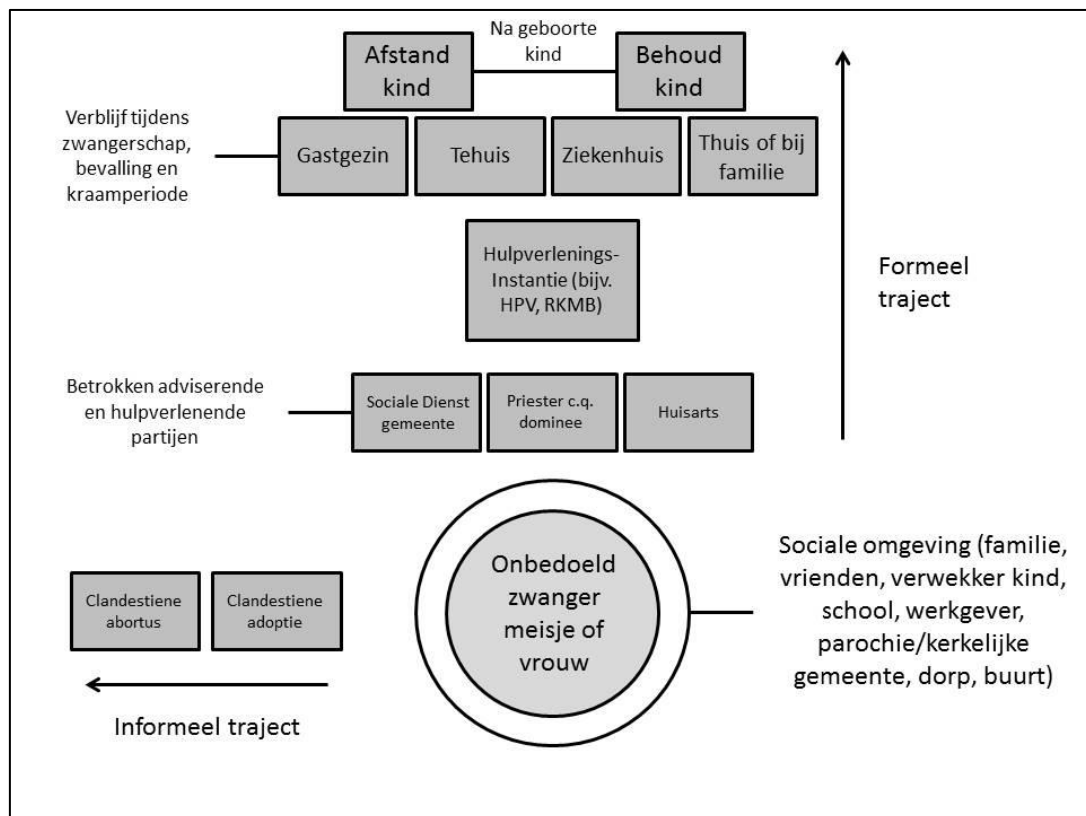 Na geboorte
kind
Afstand
kind
Behoud
kind
Verblijf tijdens
zwangerschap,
bevalling en
kraamperiode
Gastgezin
Tehuis
Ziekenhuis
Thuis of bij
familie
Hulpverlenings-
Instantie (bijv.
HPV, RKMB)
Formeel
traject
Betrokken adviserende
en hulpverlenende
partijen
Sociale Dienst
gemeente
Priester c.q.
dominee
Huisarts
Onbedoeld
zwanger
meisje of
vrouw
Sociale omgeving (familie,
vrienden, verwekker kind,
school, werkgever,
parochie/kerkelijke
gemeente, dorp, buurt)
Clandestiene
abortus
Clandestiene
adoptie
Informeel traject